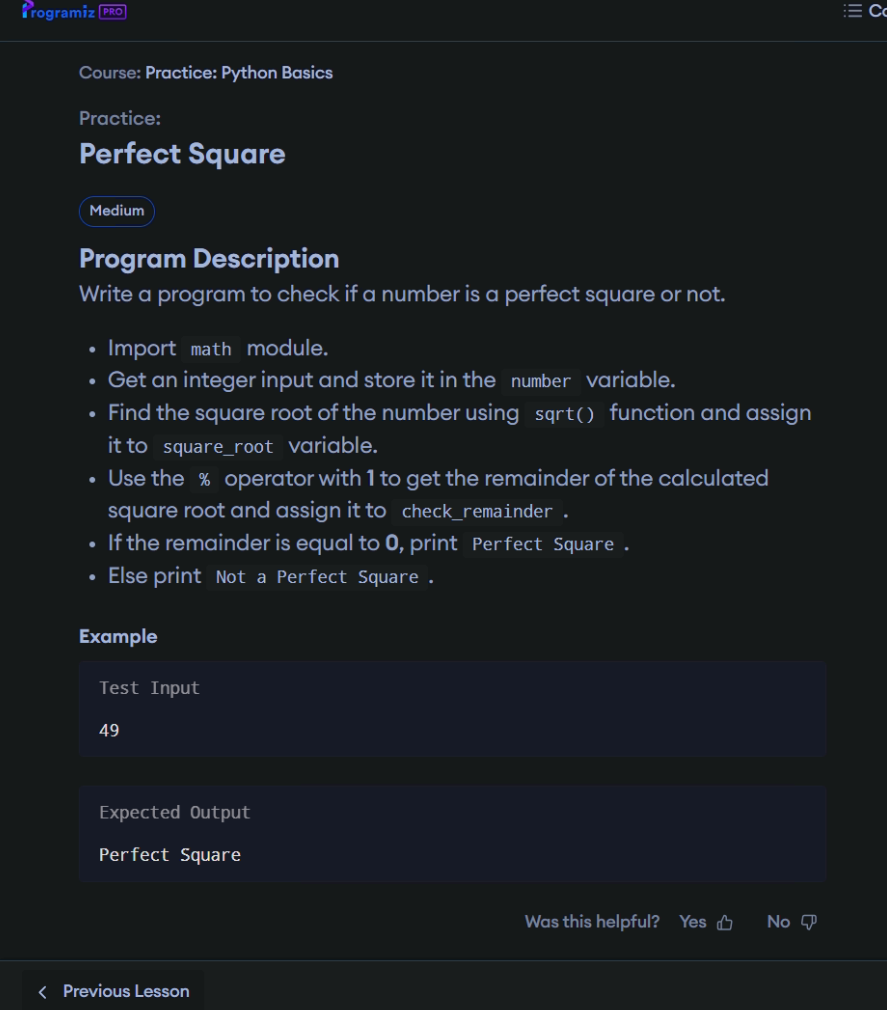 Programiz PRO
Co
Course: Practice: Python Basics
Practice:
Perfect Square
Medium
Program Description
Write a program to check if a number is a perfect square or not.
• Import math module.
• Get an integer input and store it in the number variable.
• Find the square root of the number using sqrt() function and assign
it to square_root variable.
• Use the % operator with 1 to get the remainder of the calculated
square root and assign it to check_remainder .
• If the remainder is equal to 0, print Perfect Square .
• Else print Not a Perfect Square .
Example
Test Input
49
Expected Output
Perfect Square
Was this helpful? Yes No
Previous Lesson